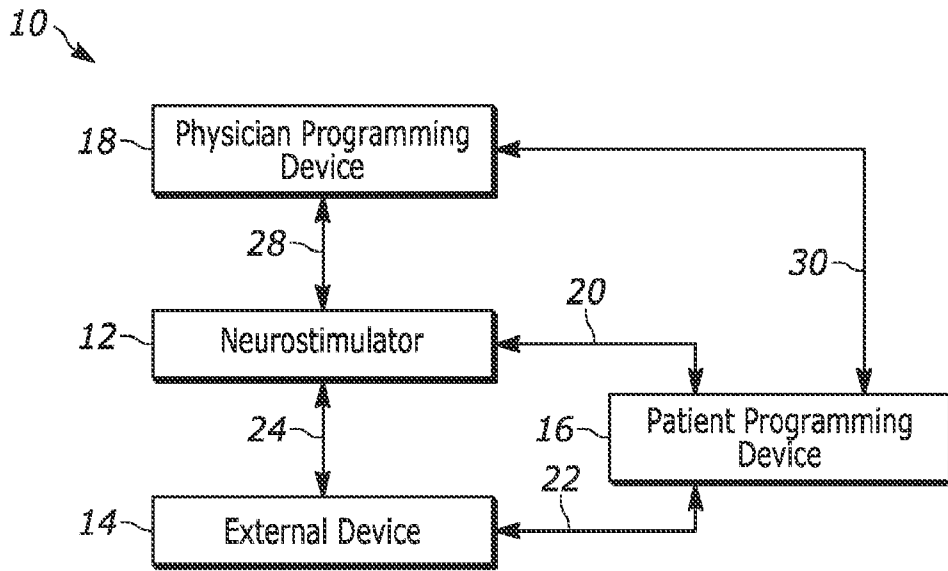 10
18
Physician Programming
Device
28
30
20
12
Neurostimulator
24
16
Patient Programming
Device
22
14
External Device